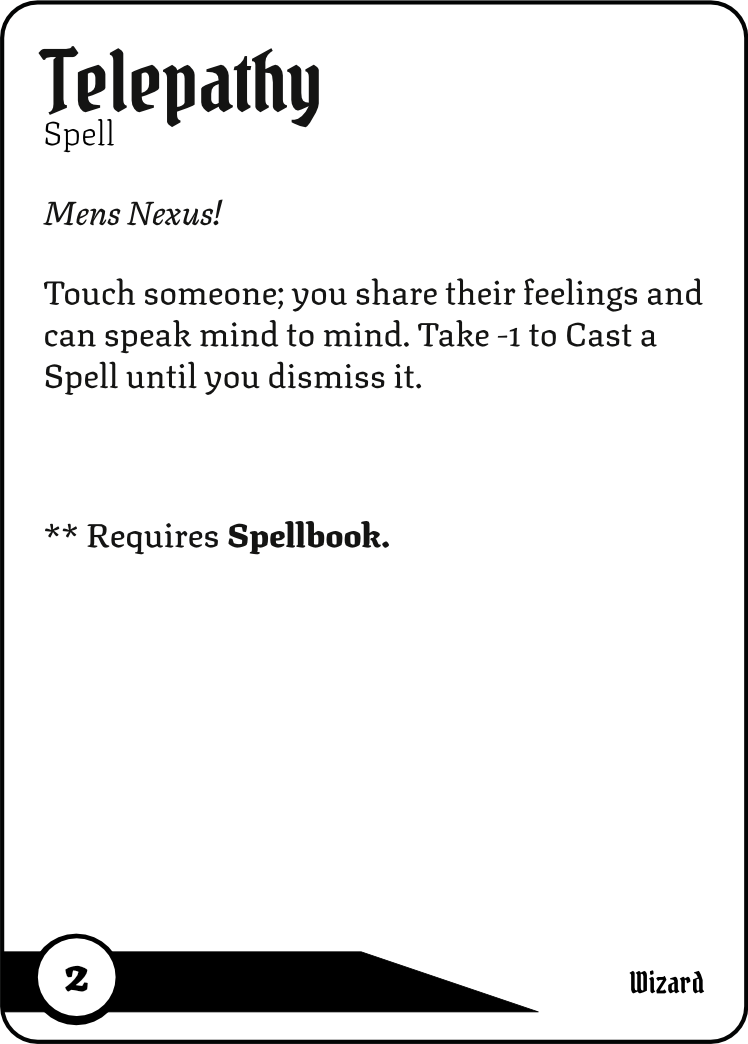 Telepathy
Spell
Mens Nexus!
Touch someone; you share their feelings and
can speak mind to mind. Take -1 to Cast a
Spell until you dismiss it.
** Requires Spellbook.
2
Wizard